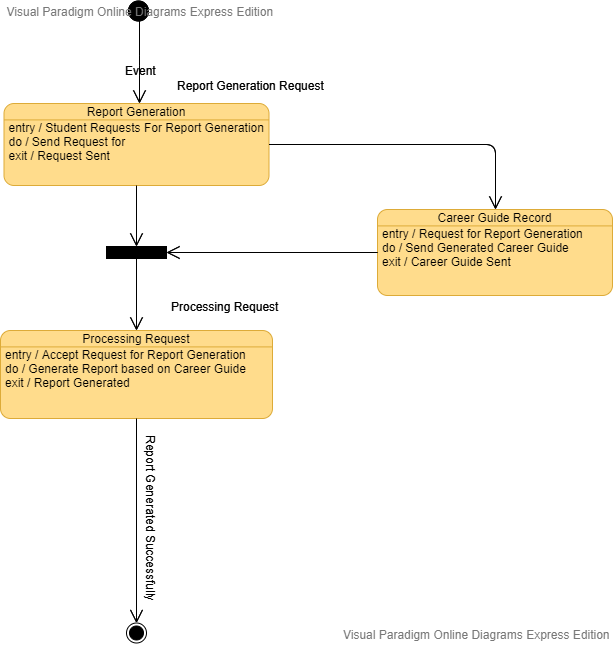 Visual Paradigm Online Diagrams Express Edition
Event
Report Generation Request
Report Generation
entry / Student Requests For Report Generation
do / Send Request for
exit / Request Sent
Career Guide Record
entry / Request for Report Generation
do / Send Generated Career Guide
exit / Career Guide Sent
Processing Request
Processing Request
entry / Accept Request for Report Generation
do / Generate Report based on Career Guide
exit / Report Generated
Report Generated Successfully
Visual Paradigm Online Diagrams Express Edition